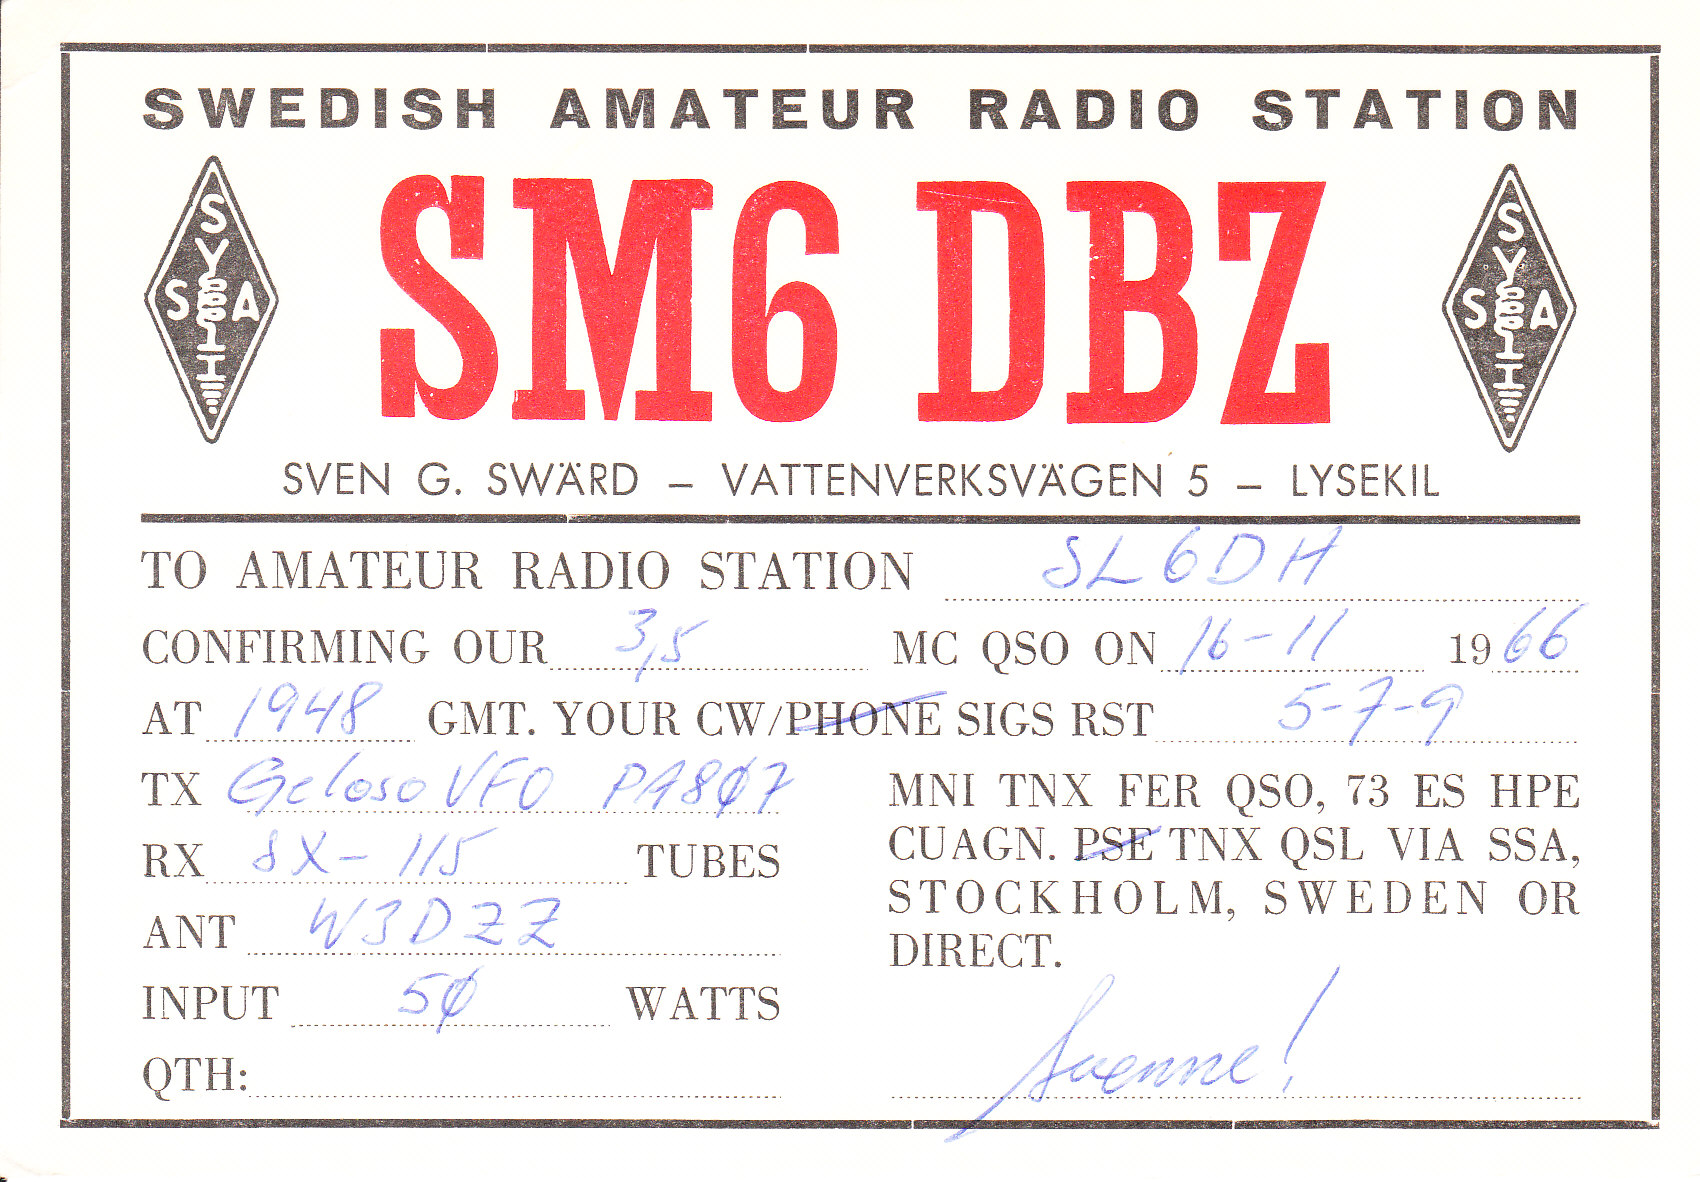 SWEDISH AMATEUR RADIO STATION
SSA
SM6 DBZ
SSA
SVEN G. SWÄRD – VATTENVERKSVÄGEN 5 – LYSEKIL
TO AMATEUR RADIO STATION SL6DH
CONFIRMING OUR 3,5 MC QSO ON 16-11 1966
AT 1948 GMT. YOUR CW/PHONE SIGS RST 5-7-9
TX Geloso VFO PA8Ø7
RX SX-115 TUBES
ANT W3DZZ
INPUT 5Ø WATTS
QTH:
MNI TNX FER QSO, 73 ES HPE
CUAGN. PSE TNX QSL VIA SSA,
STOCKHOLM, SWEDEN OR
DIRECT.
Svenne!